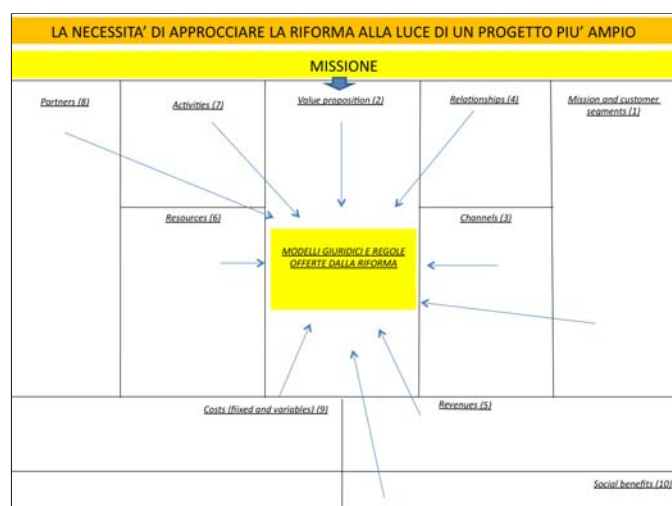 LA NECESSITA' DI APPROCCIARE LA RIFORMA ALLA LUCE DI UN PROGETTO PIU' AMPIO
MISSIONE
Partners (8)
Activities (7)
Value proposition (2)
Relationships (4)
Mission and customer
segments (1)
Resources (6)
Channels (3)
MODELLI GIURIDICI E REGOLE
OFFERTE DALLA RIFORMA
Costs (fiixed and variables) (9)
Revenues (5)
Social benefits (10)